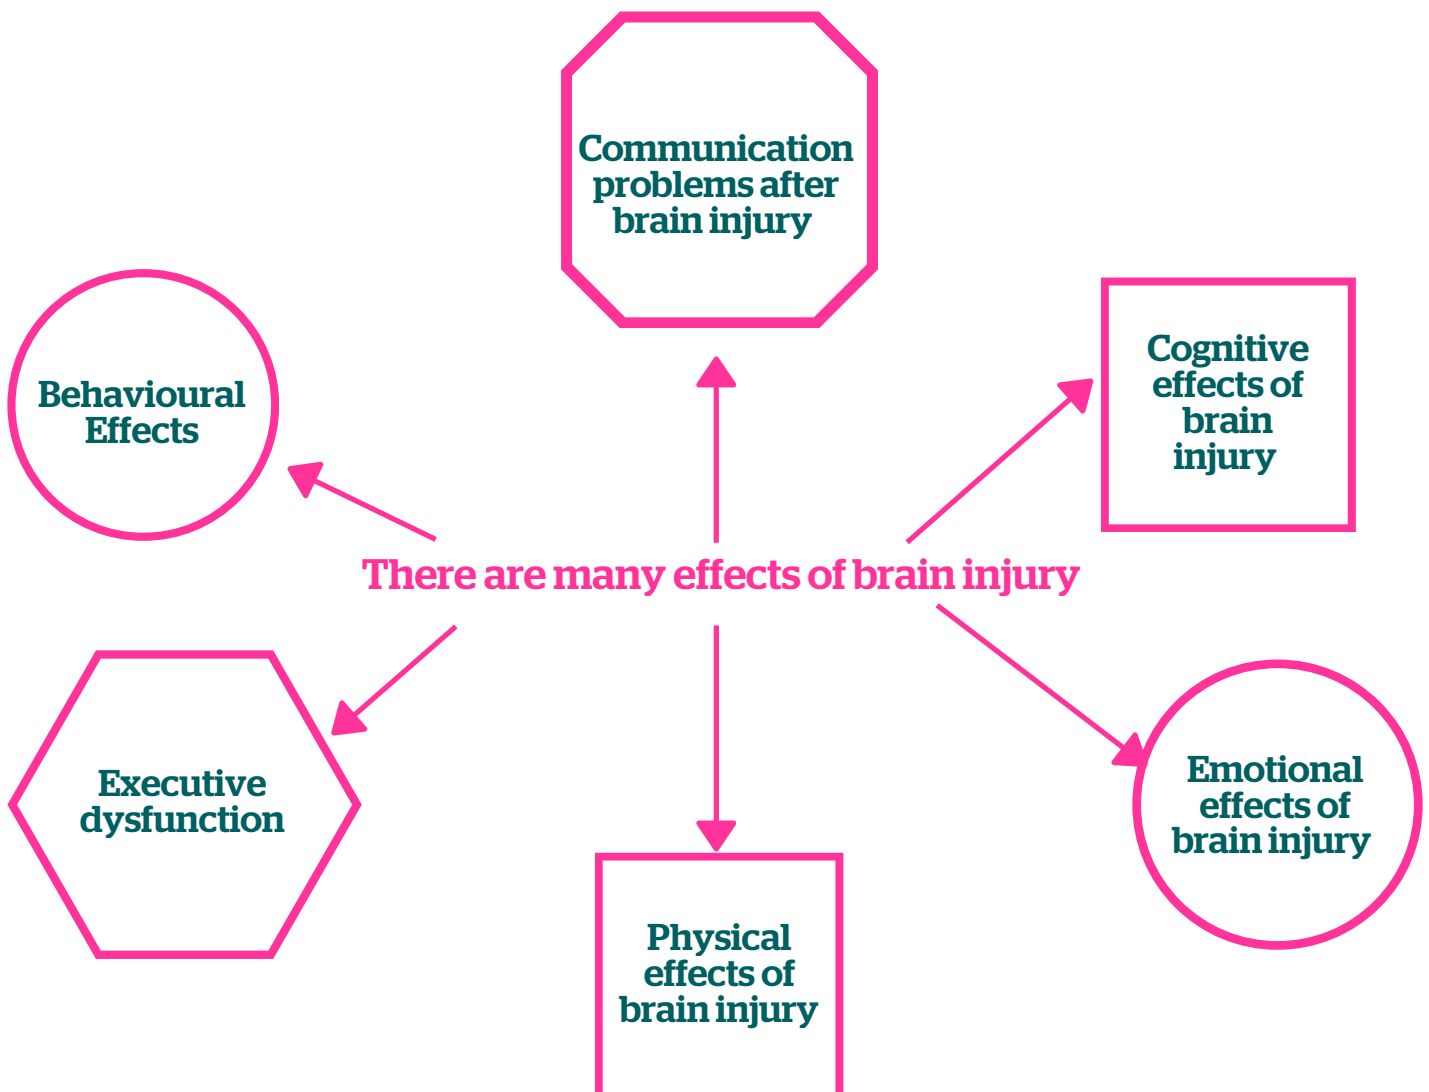 Communication
problems after
brain injury
Behavioural
Effects
Cognitive
effects of
brain
injury
There are many effects of brain injury
Executive
dysfunction
Emotional
effects of
brain injury
Physical
effects of
brain injury